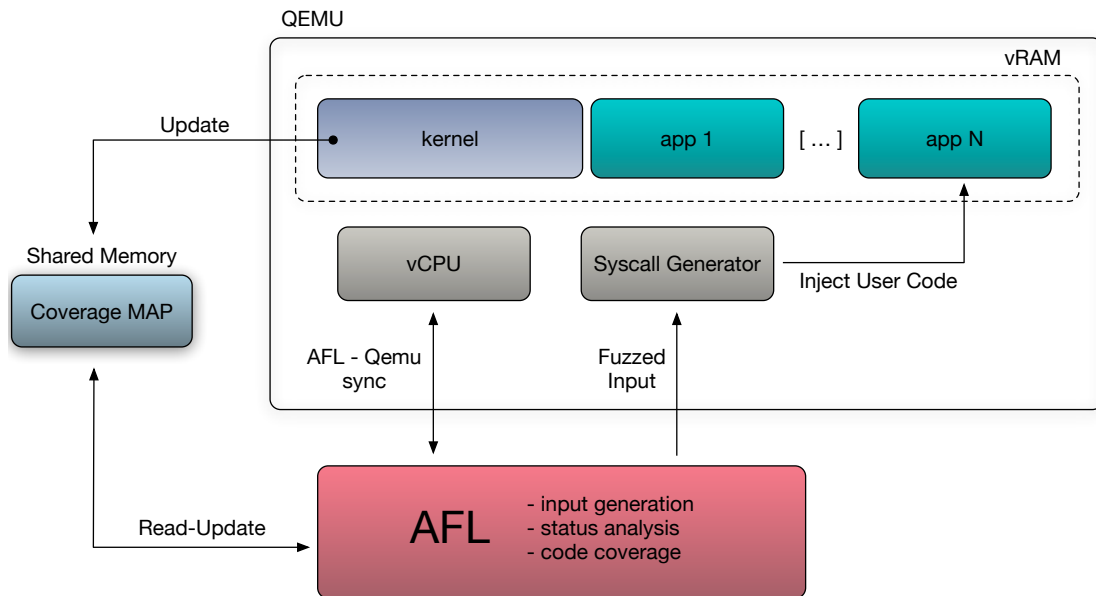 QEMU
vRAM
kernel
app 1
[ ... ]
app N
Update
Shared Memory
Coverage MAP
vCPU
Syscall Generator
Inject User Code
AFL - Qemu
sync
Fuzzed
Input
Read-Update
AFL
- input generation
- status analysis
- code coverage